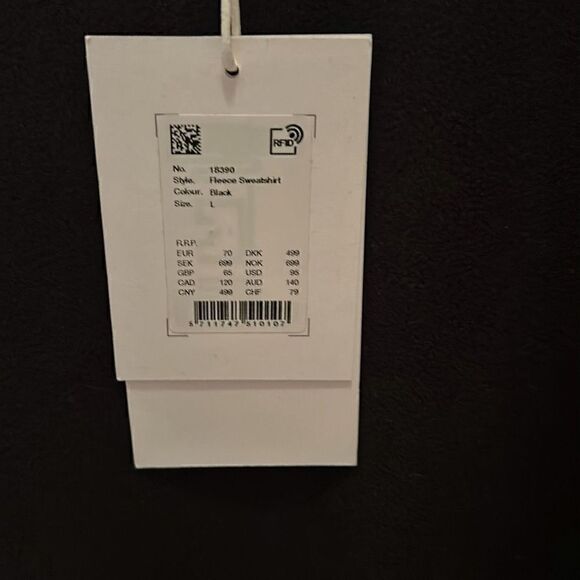 RFID
No. 18390
Style. Fleece Sweatshirt
Colour. Black
Size. L
R.R.P.
EUR 70 DKK 499
SEK 699 NOK 699
GBP 65 USD 95
CAD 120 AUD 140
CNY 499 CHF 79
5 711747 510107